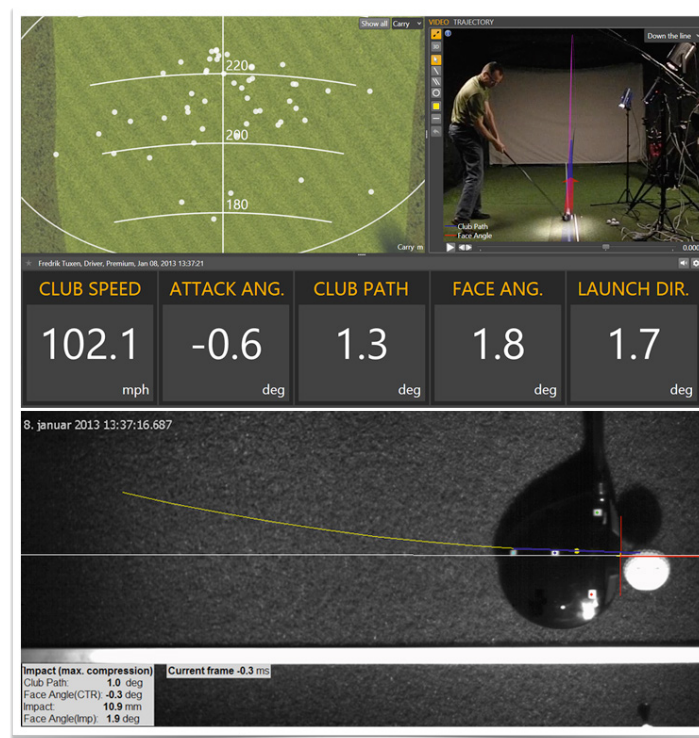 Show all Carry
VIDEO TRAJECTORY
Down the line
220
200
180
Carry m
Club Path
Face Angle
0.000
Fredrik Tuxen, Driver, Premium, Jan 08, 2013 13:37:21
CLUB SPEED ATTACK ANG. CLUB PATH FACE ANG. LAUNCH DIR.
102.1 -0.6 1.3 1.8 1.7
mph deg deg deg deg
8. januar 2013 13:37:16.687
Impact (max. compression) Current frame -0.3 ms
Club Path: 1.0 deg
Face Angle(CTR): -0.3 deg
Impact: 10.9 mm
Face Angle(Imp): 1.9 deg